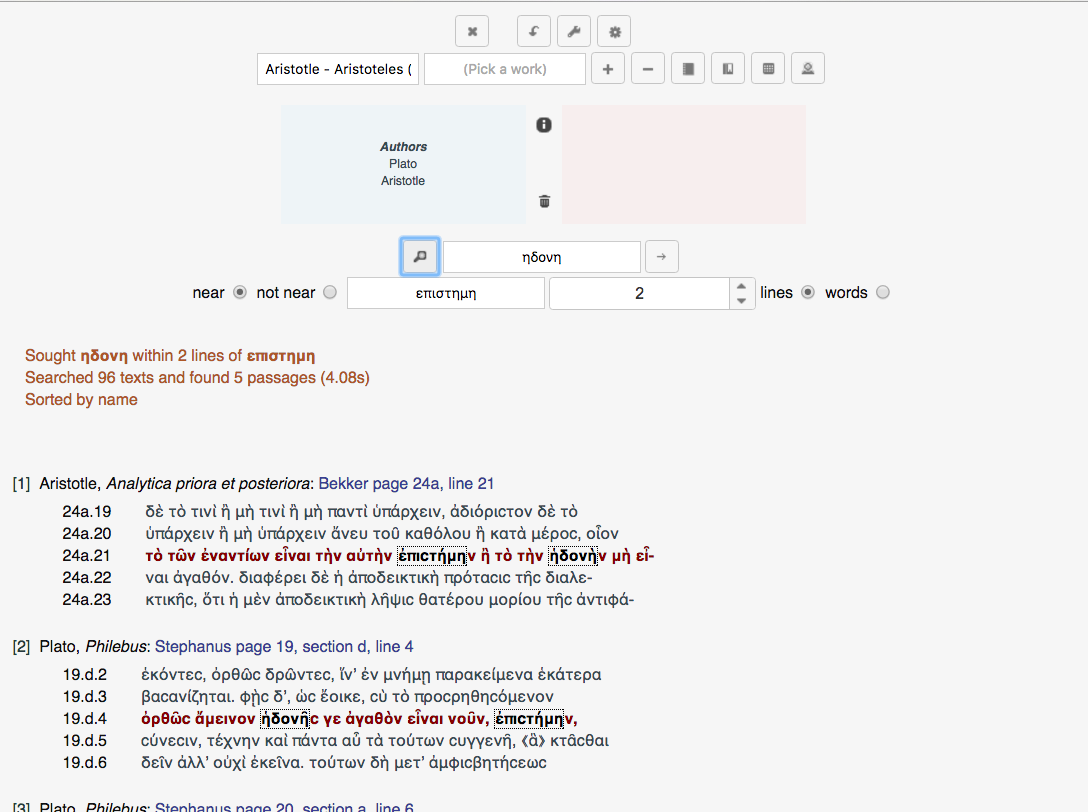 Aristotle - Aristoteles (
(Pick a work)
Authors
Plato
Aristotle
ηδονη
near not near επιστημη 2 lines words
Sought ηδονη within 2 lines of επιστημη
Searched 96 texts and found 5 passages (4.08s)
Sorted by name
[1] Aristotle, Analytica priora et posteriora: Bekker page 24a, line 21
24a.19 δὲ τὸ τινὶ ἢ μὴ τινὶ ἢ μὴ παντὶ ὑπάρχειν, ἀδιόριϲτον δὲ τὸ
24a.20 ὑπάρχειν ἢ μὴ ὑπάρχειν ἄνευ τοῦ καθόλου ἢ κατὰ μέροϲ, οἷον
24a.21 τὸ τῶν ἐναντίων εἶναι τὴν αὐτὴν ἐπιϲτήμην ἢ τὸ τὴν ἡδονὴν μὴ εἶ-
24a.22 ναι ἀγαθόν. διαφέρει δὲ ἡ ἀποδεικτικὴ πρόταϲιϲ τῆϲ διαλε-
24a.23 κτικῆϲ, ὅτι ἡ μὲν ἀποδεικτικὴ λῆψιϲ θατέρου μορίου τῆϲ ἀντιφά-
[2] Plato, Philebus: Stephanus page 19, section d, line 4
19.d.2 ἑκόντεϲ, ὀρθῶϲ δρῶντεϲ, ἵν’ ἐν μνήμῃ παρακείμενα ἑκάτερα
19.d.3 βαϲανίζηται. φῂϲ δ’, ὡϲ ἔοικε, ϲὺ τὸ προϲρηθηϲόμενον
19.d.4 ὀρθῶϲ ἄμεινον ἡδονῆϲ γε ἀγαθὸν εἶναι νοῦν, ἐπιϲτήμην,
19.d.5 ϲύνεϲιν, τέχνην καὶ πάντα αὖ τὰ τούτων ϲυγγενῆ, ⟪ἃ⟫ κτᾶϲθαι
19.d.6 δεῖν ἀλλ’ οὐχὶ ἐκεῖνα. τούτων δὴ μετ’ ἀμφιϲβητήϲεωϲ
[3] Plato, Philebus: Stephanus page 20, section a, line 6